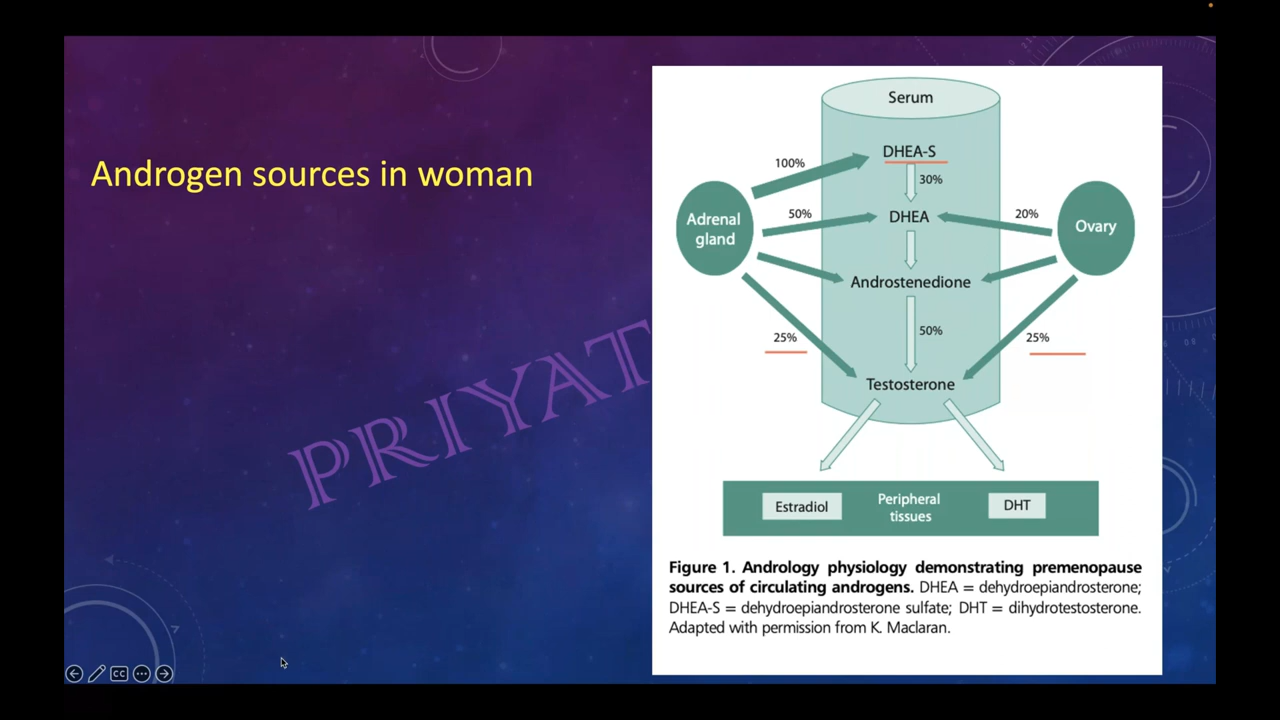 Androgen sources in woman
PRIYAT
Serum
DHEA-S
100%
30%
Adrenal
gland
50%
DHEA
20%
Ovary
Androstenedione
25%
50%
25%
Testosterone
Estradiol
Peripheral
tissues
DHT
Figure 1. Andrology physiology demonstrating premenopause
sources of circulating androgens. DHEA = dehydroepiandrosterone;
DHEA-S = dehydroepiandrosterone sulfate; DHT = dihydrotestosterone.
Adapted with permission from K. Maclaran.
CC